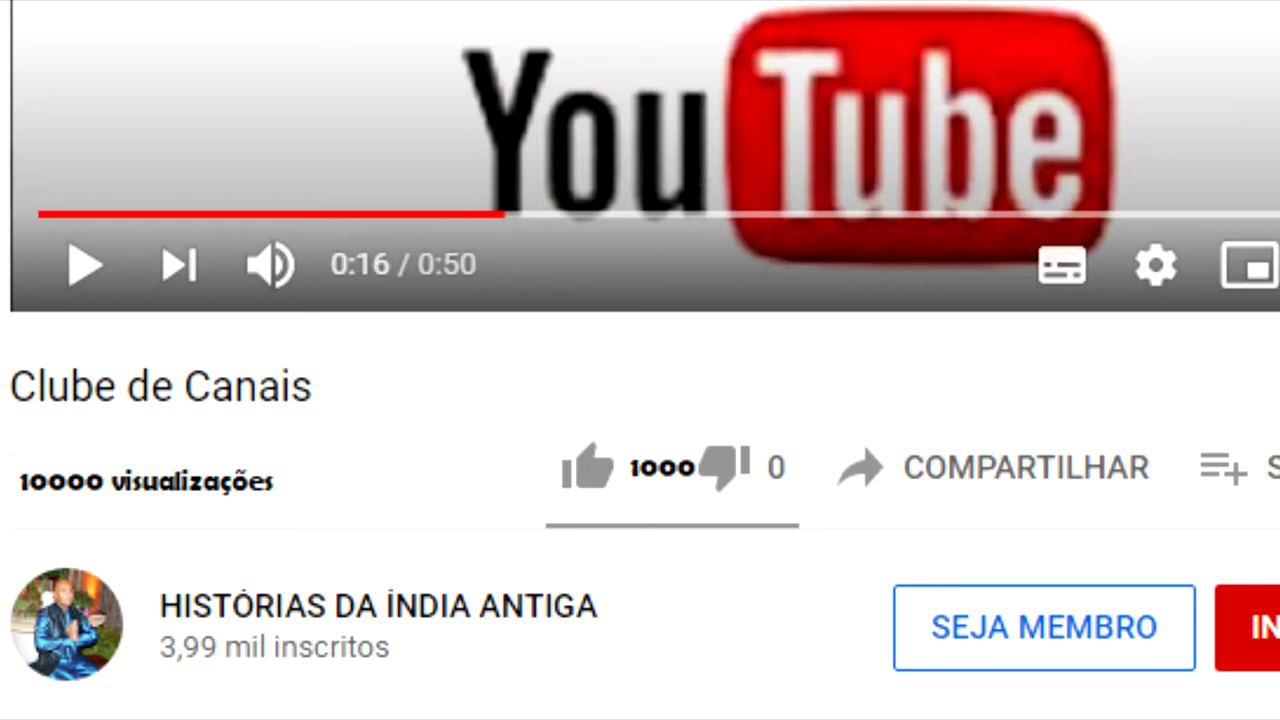 YouTube
0:16 / 0:50
Clube de Canais
10000 visualizações
1000 0 COMPARTILHAR
HISTÓRIAS DA ÍNDIA ANTIGA
3,99 mil inscritos
SEJA MEMBRO